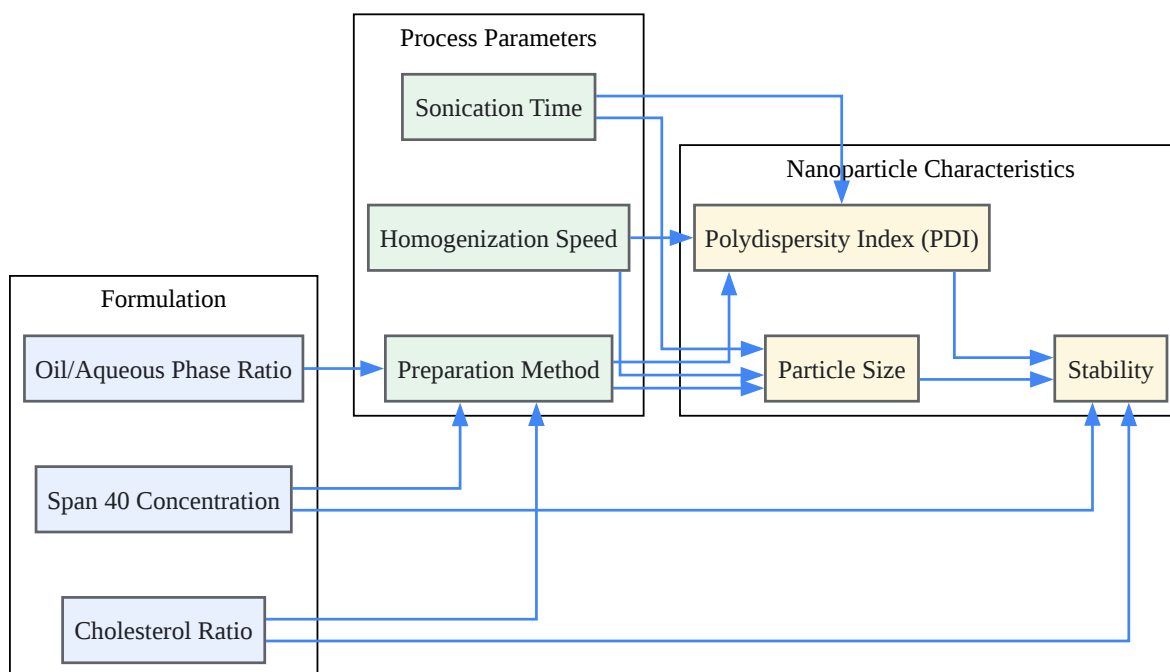 Process Parameters
Sonication Time
Nanoparticle Characteristics
Homogenization Speed
Polydispersity Index (PDI)
Formulation
Oil/Aqueous Phase Ratio
Preparation Method
Particle Size
Stability
Span 40 Concentration
Cholesterol Ratio